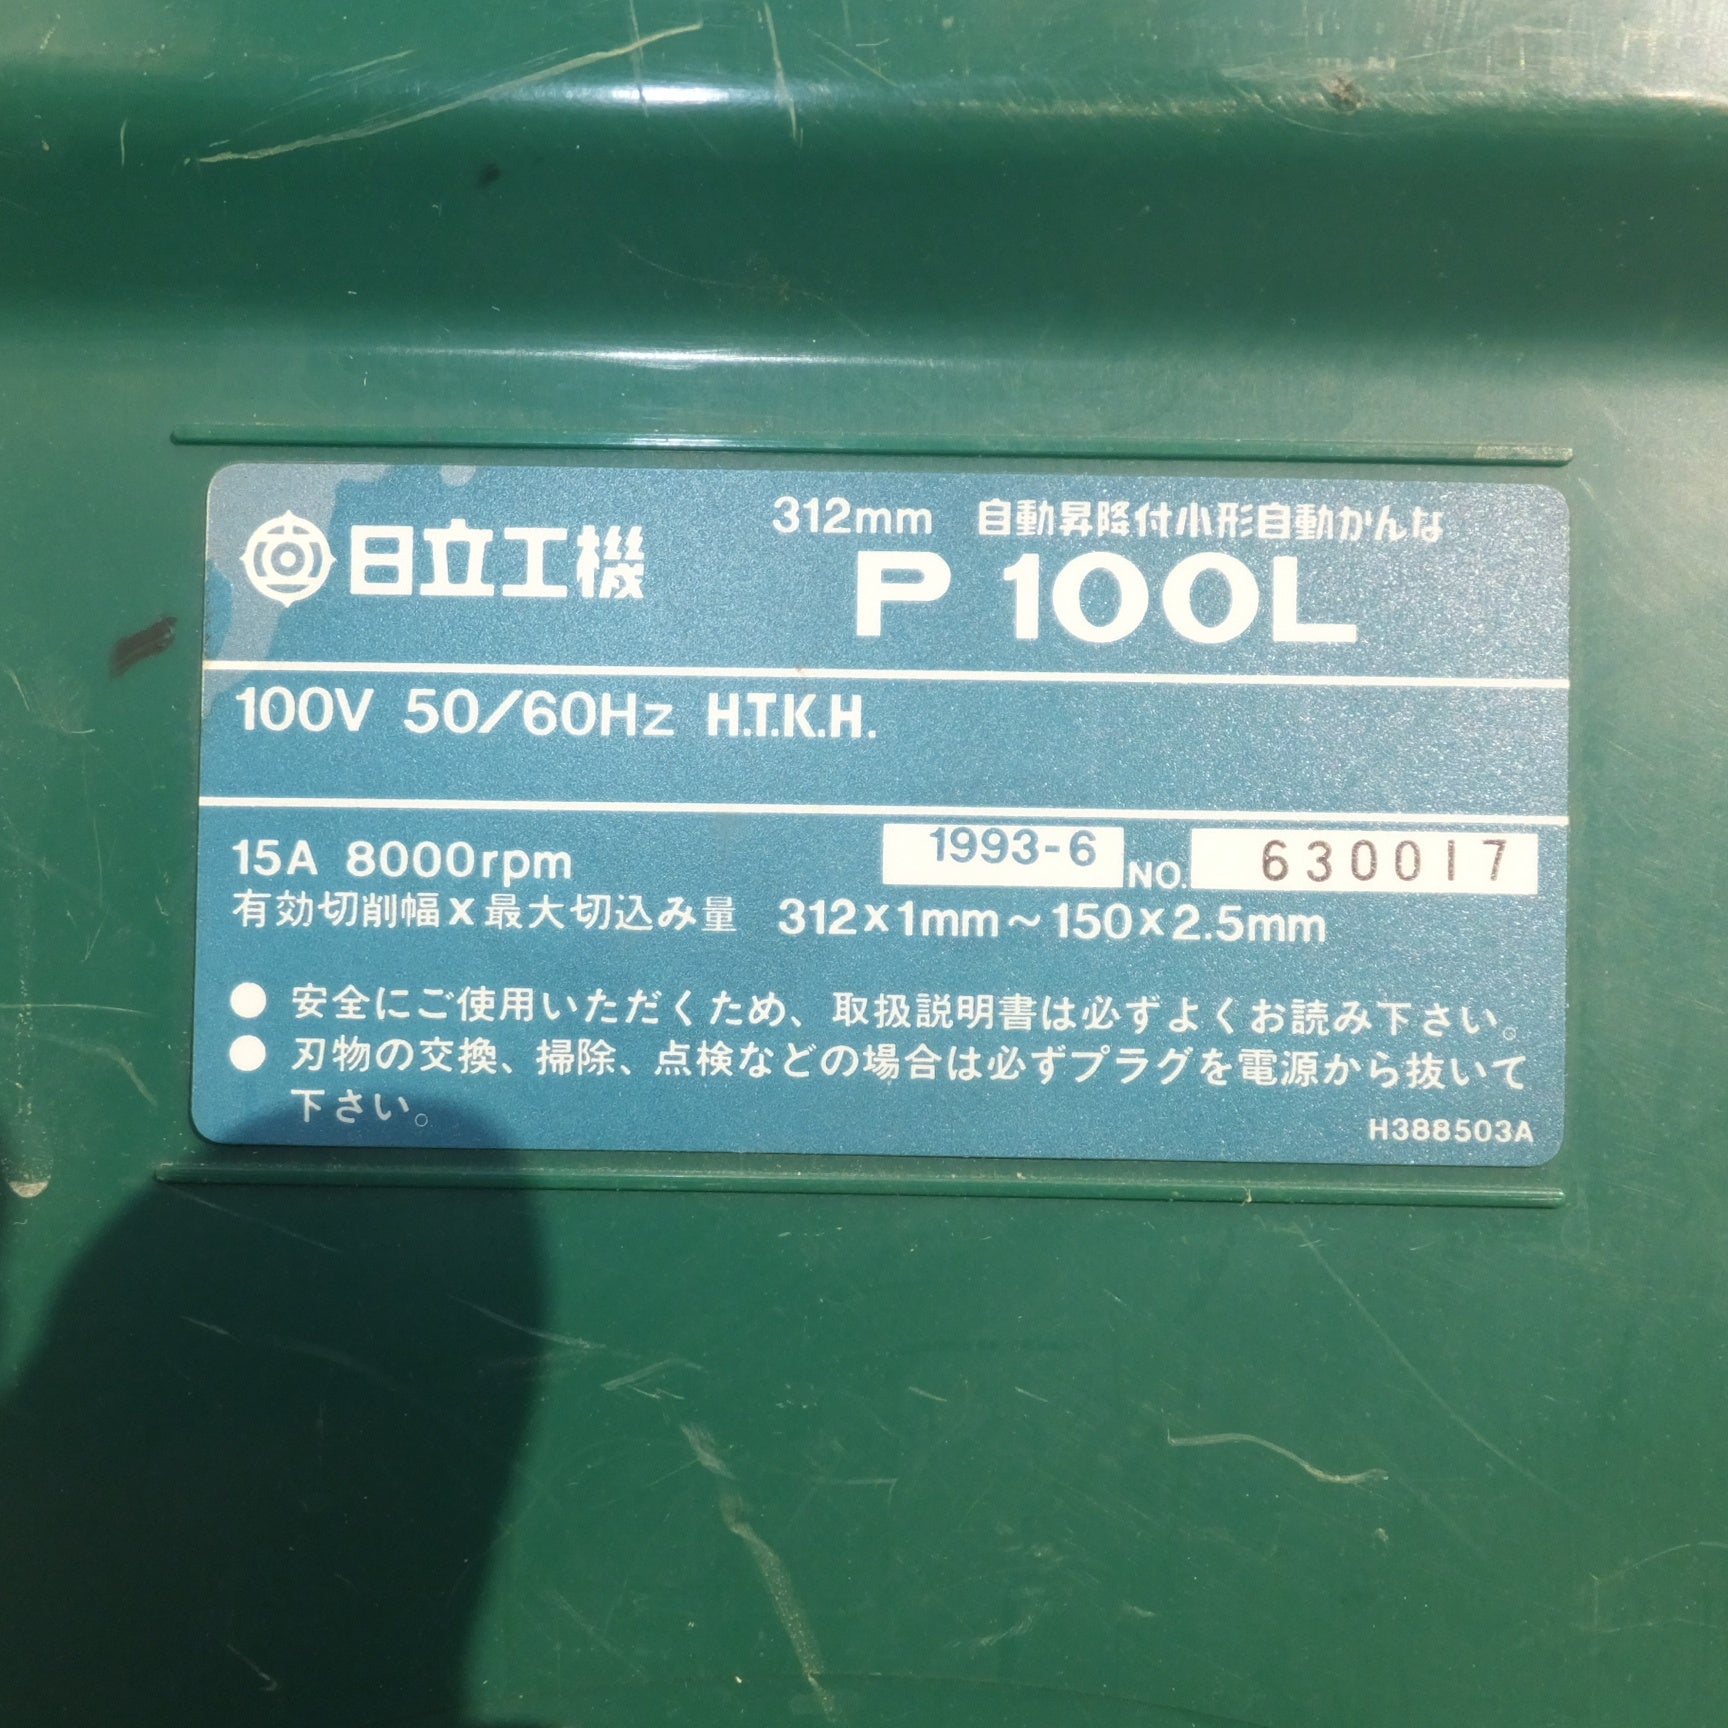 日立工機
312mm 自動昇降付小形自動かんな
P 100L
100V 50/60Hz H.T.K.H.
15A 8000rpm 1993-6 NO. 630017
有効切削幅×最大切込み量 312×1mm～150×2.5mm
● 安全にご使用いただくため、取扱説明書は必ずよくお読み下さい。
● 刃物の交換、掃除、点検などの場合は必ずプラグを電源から抜いて
下さい。
H388503A